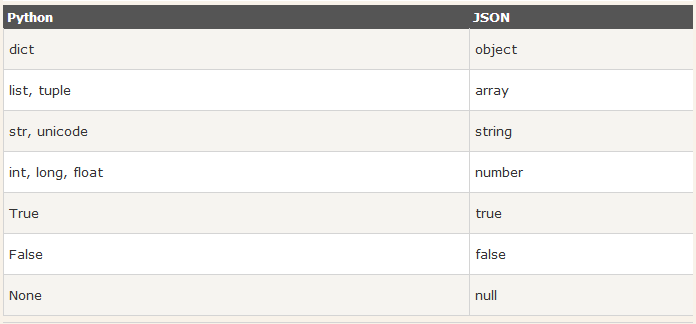 Python JSON
dict object
list, tuple array
str, unicode string
int, long, float number
True true
False false
None null